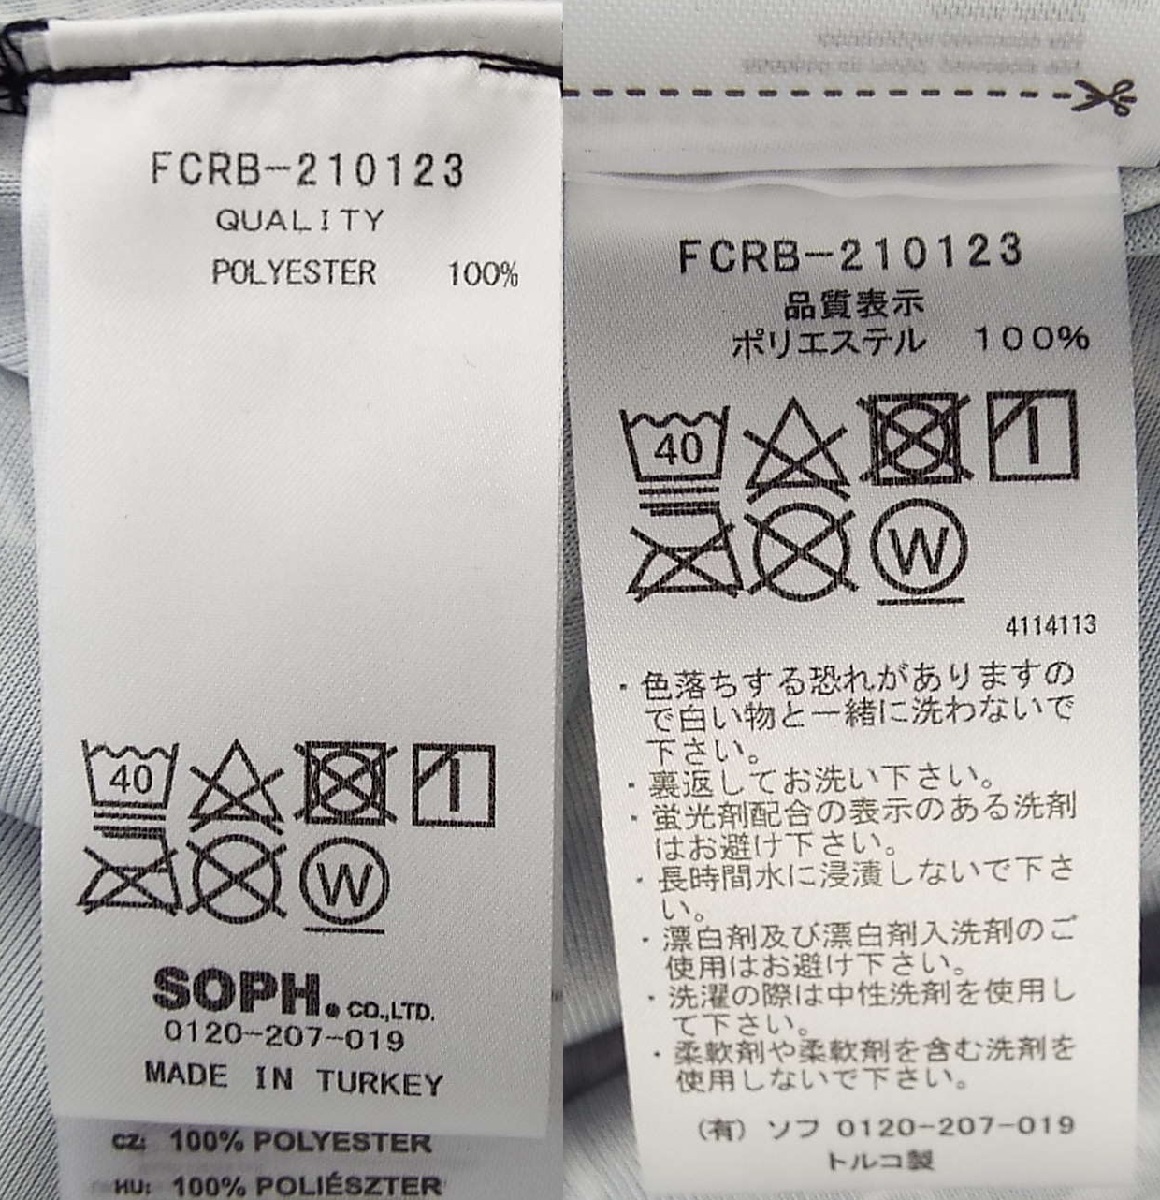 FCRB-210123
QUALITY
POLYESTER 100%
40
W
SOPH. CO.,LTD.
0120-207-019
MADE IN TURKEY
CZ: 100% POLYESTER
HU: 100% POLIÉSZTER
FCRB-210123
品質表示
ポリエステル 100%
40
W
4114113
・色落ちする恐れがありますの
で白い物と一緒に洗わないで
下さい。
・裏返してお洗い下さい。
・蛍光剤配合の表示のある洗剤
はお避け下さい。
・長時間水に浸漬しないで下さ
い。
・漂白剤及び漂白剤入洗剤のご
使用はお避け下さい。
・洗濯の際は中性洗剤を使用し
て下さい。
・柔軟剤や柔軟剤を含む洗剤を
使用しないで下さい。
(有) ソフ 0120-207-019
トルコ製